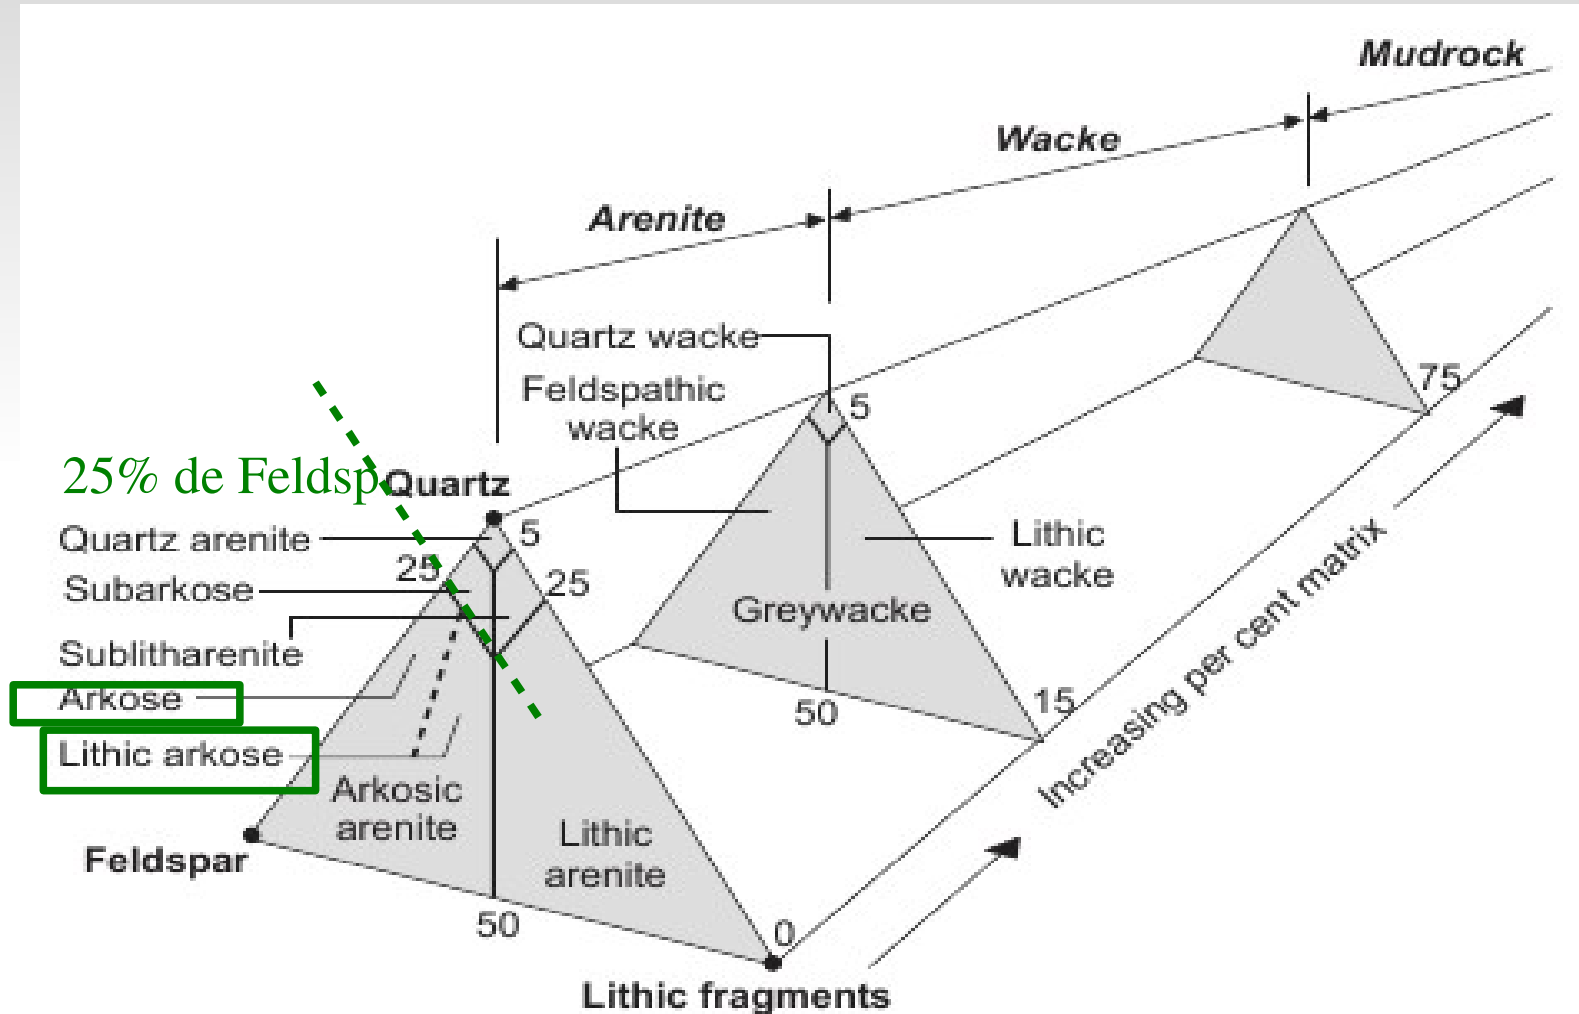 Mudrock
Wacke
Arenite
Quartz wacke
5
Feldspathic
wacke
75
25% de Feldsp
Quartz
Quartz arenite
5
25
25
Subarkose
Sublitharenite
Arkose
Lithic arkose
Lithic
wacke
Greywacke
50
15
Increasing per cent matrix
Arkosic
arenite
Lithic
arenite
Feldspar
50
0
Lithic fragments